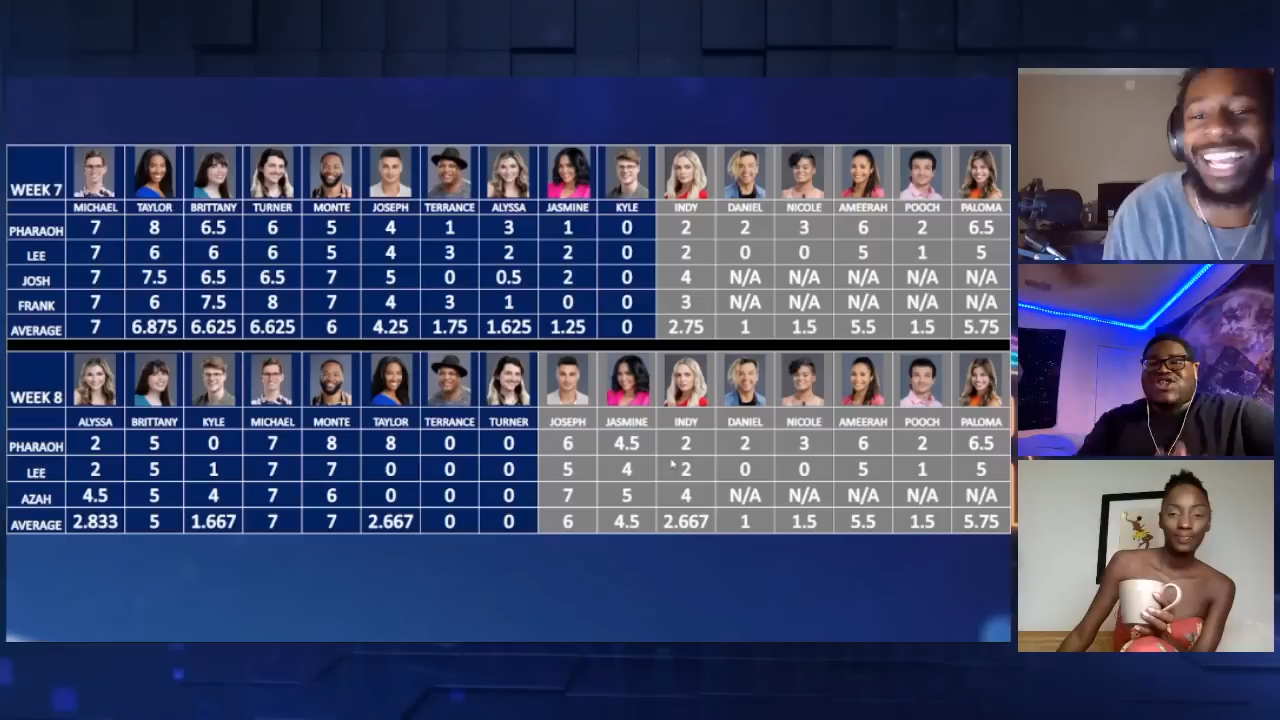 WEEK 7
MICHAEL TAYLOR BRITTANY TURNER MONTE JOSEPH TERRANCE ALYSSA JASMINE KYLE INDY DANIEL NICOLE AMEERAH POOCH PALOMA
PHARAOH 7 8 6.5 6 5 4 1 3 1 0 2 2 3 6 2 6.5
LEE 7 6 6 6 5 4 3 2 2 0 2 0 0 5 1 5
JOSH 7 7.5 6.5 6.5 7 5 0 0.5 2 0 4 N/A N/A N/A N/A N/A
FRANK 7 6 7.5 8 7 4 3 1 0 0 3 N/A N/A N/A N/A N/A
AVERAGE 7 6.875 6.625 6.625 6 4.25 1.75 1.625 1.25 0 2.75 1 1.5 5.5 1.5 5.75
WEEK 8
ALYSSA BRITTANY KYLE MICHAEL MONTE TAYLOR TERRANCE TURNER JOSEPH JASMINE INDY DANIEL NICOLE AMEERAH POOCH PALOMA
PHARAOH 2 5 0 7 8 8 0 0 6 4.5 2 2 3 6 2 6.5
LEE 2 5 1 7 7 0 0 0 5 4 2 0 0 5 1 5
AZAH 4.5 5 4 7 6 0 0 0 7 5 4 N/A N/A N/A N/A N/A
AVERAGE 2.833 5 1.667 7 7 2.667 0 0 6 4.5 2.667 1 1.5 5.5 1.5 5.75